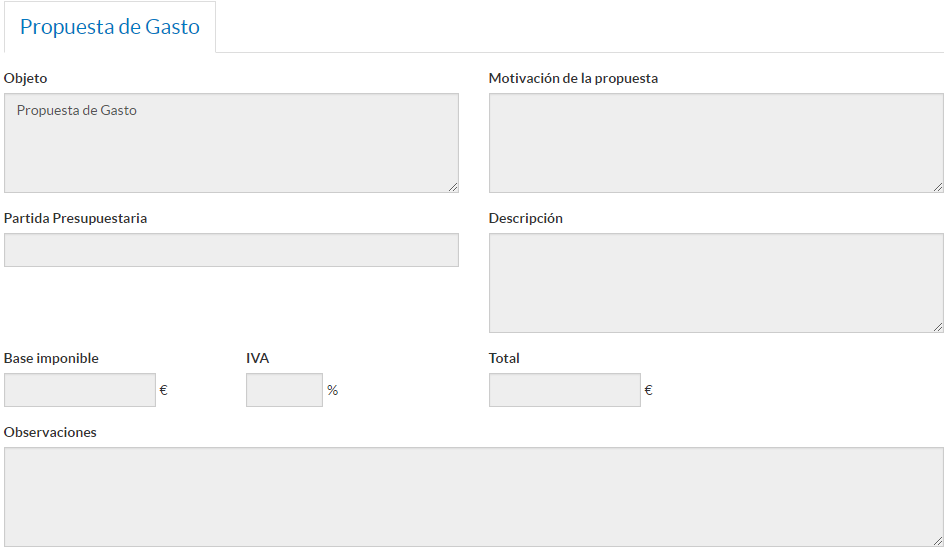 Propuesta de Gasto
Objeto
Motivación de la propuesta
Propuesta de Gasto
Partida Presupuestaria
Descripción
Base imponible
IVA
Total
€
%
€
Observaciones